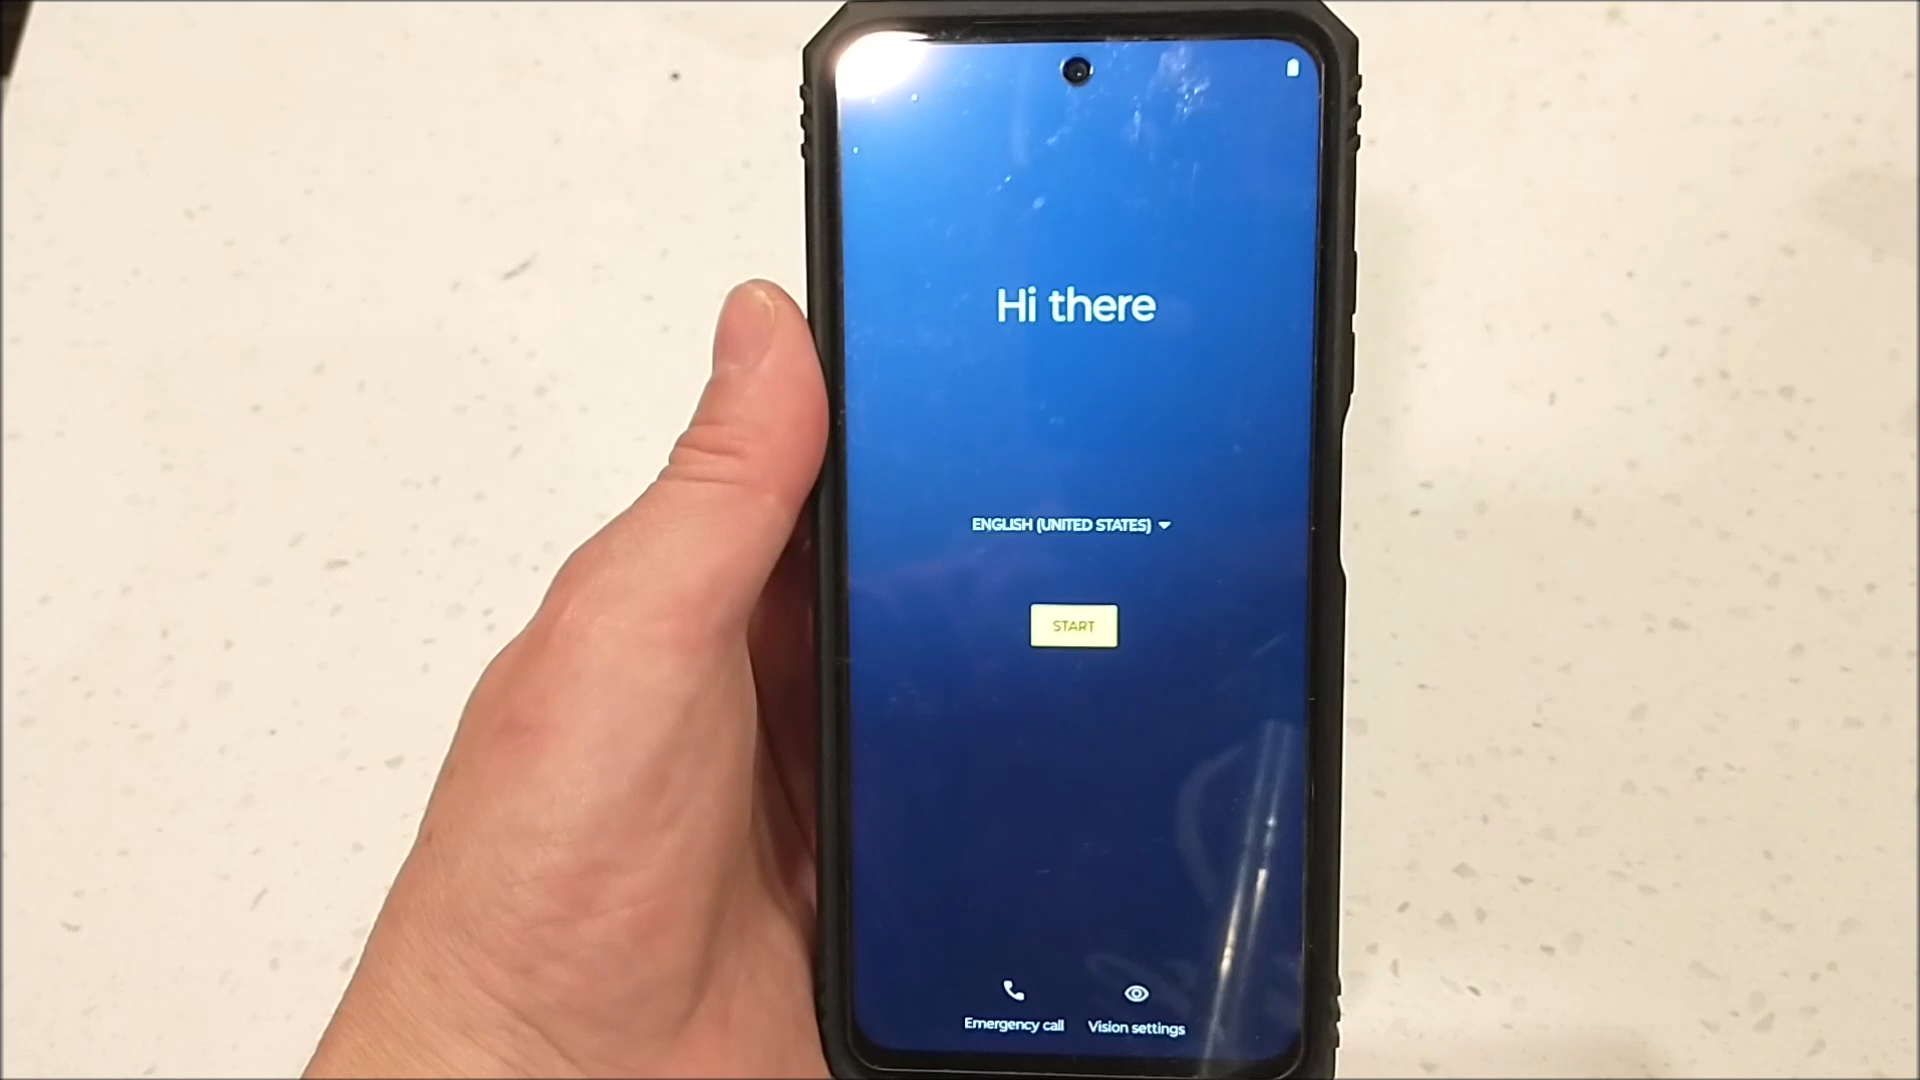 Hi there
ENGLISH (UNITED STATES)
START
Emergency call
Vision settings